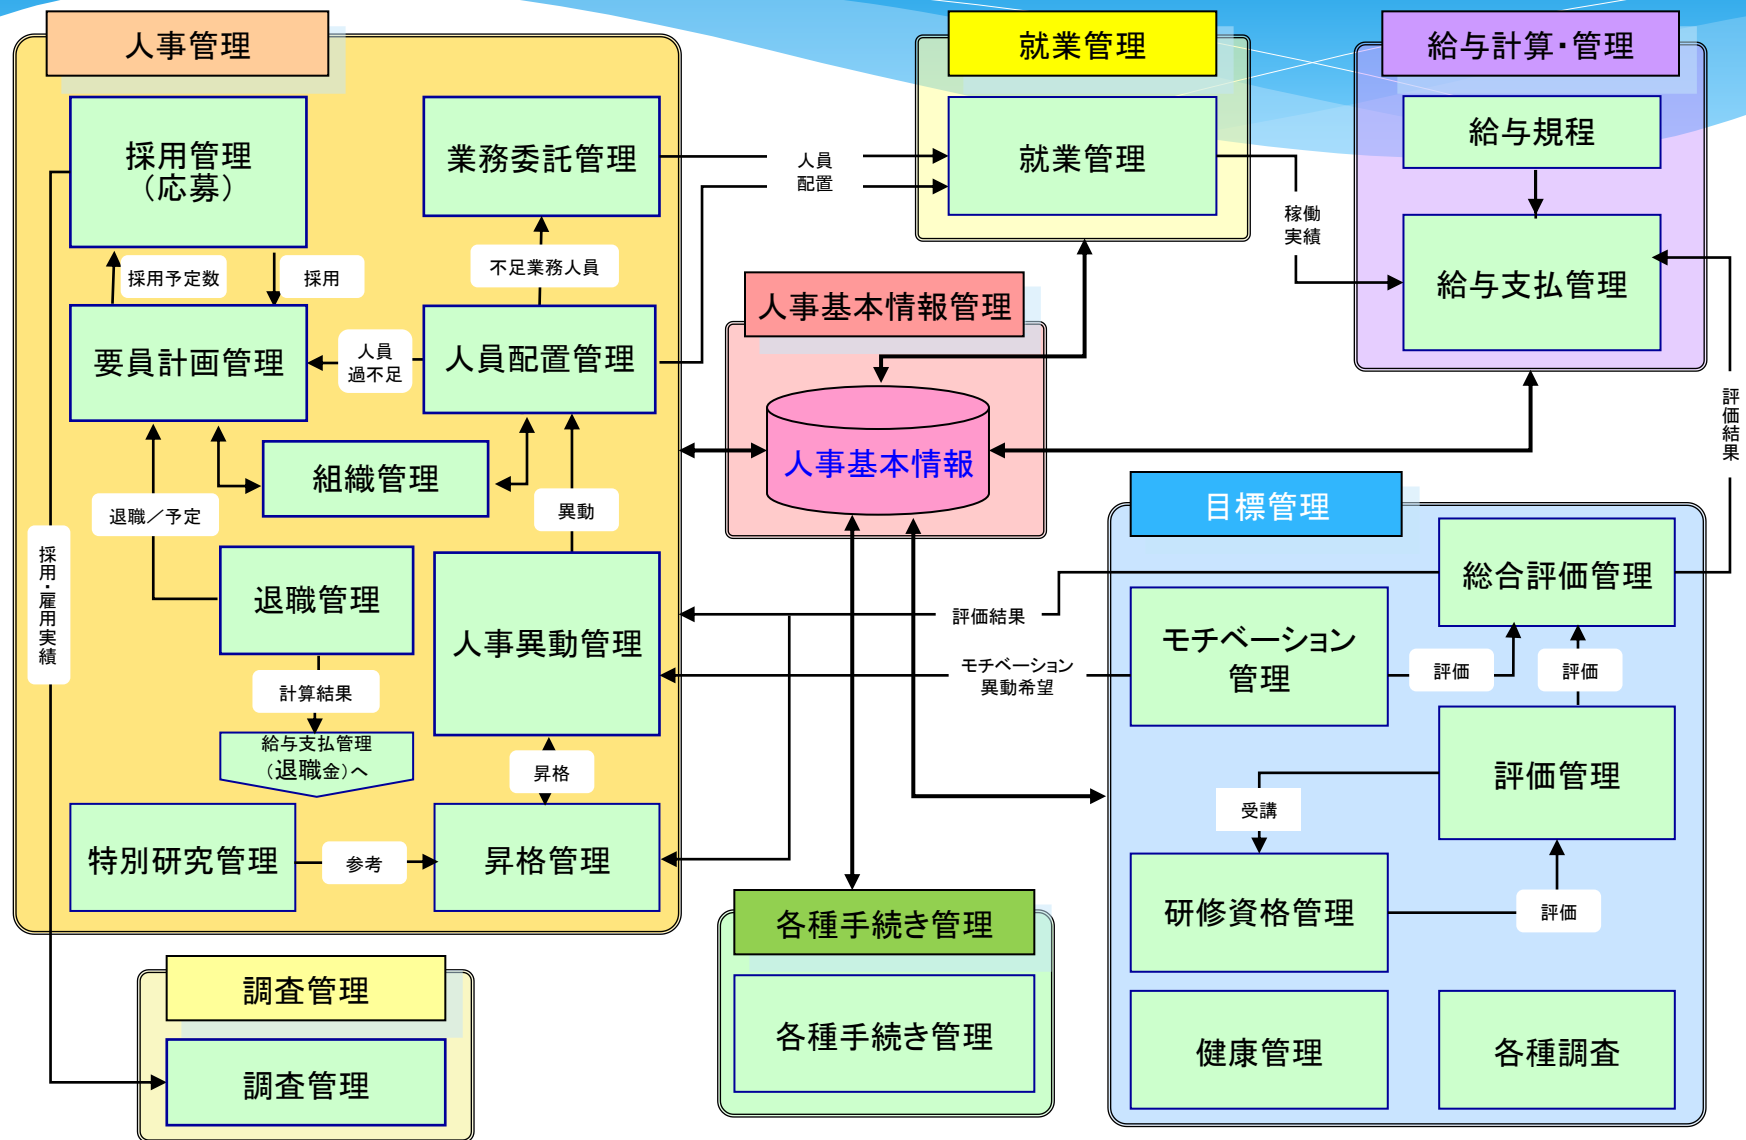 人事管理
採用管理
（応募）
業務委託管理
採用予定数
採用
不足業務人員
要員計画管理
人員
過不足
人員配置管理
組織管理
退職／予定
異動
採用・雇用実績
退職管理
人事異動管理
計算結果
給与支払管理
（退職金）へ
昇格
特別研究管理
参考
昇格管理
調査管理
調査管理
人員
配置
就業管理
就業管理
稼働
実績
給与計算・管理
給与規程
給与支払管理
評価結果
人事基本情報管理
人事基本情報
評価結果
モチベーション
異動希望
各種手続き管理
各種手続き管理
目標管理
総合評価管理
モチベーション
管理
評価
評価
評価管理
受講
研修資格管理
評価
健康管理
各種調査